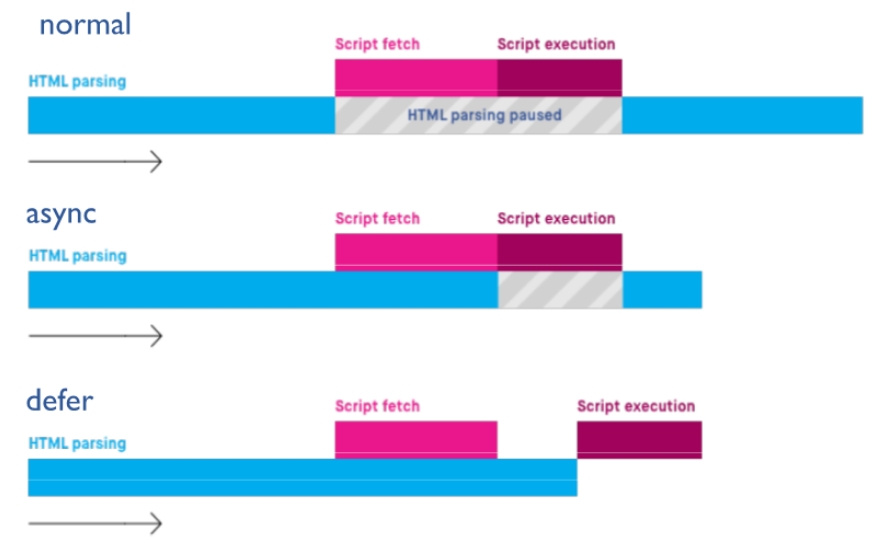 normal
Script fetch Script execution
HTML parsing
HTML parsing paused
async
Script fetch Script execution
HTML parsing
defer
Script fetch Script execution
HTML parsing